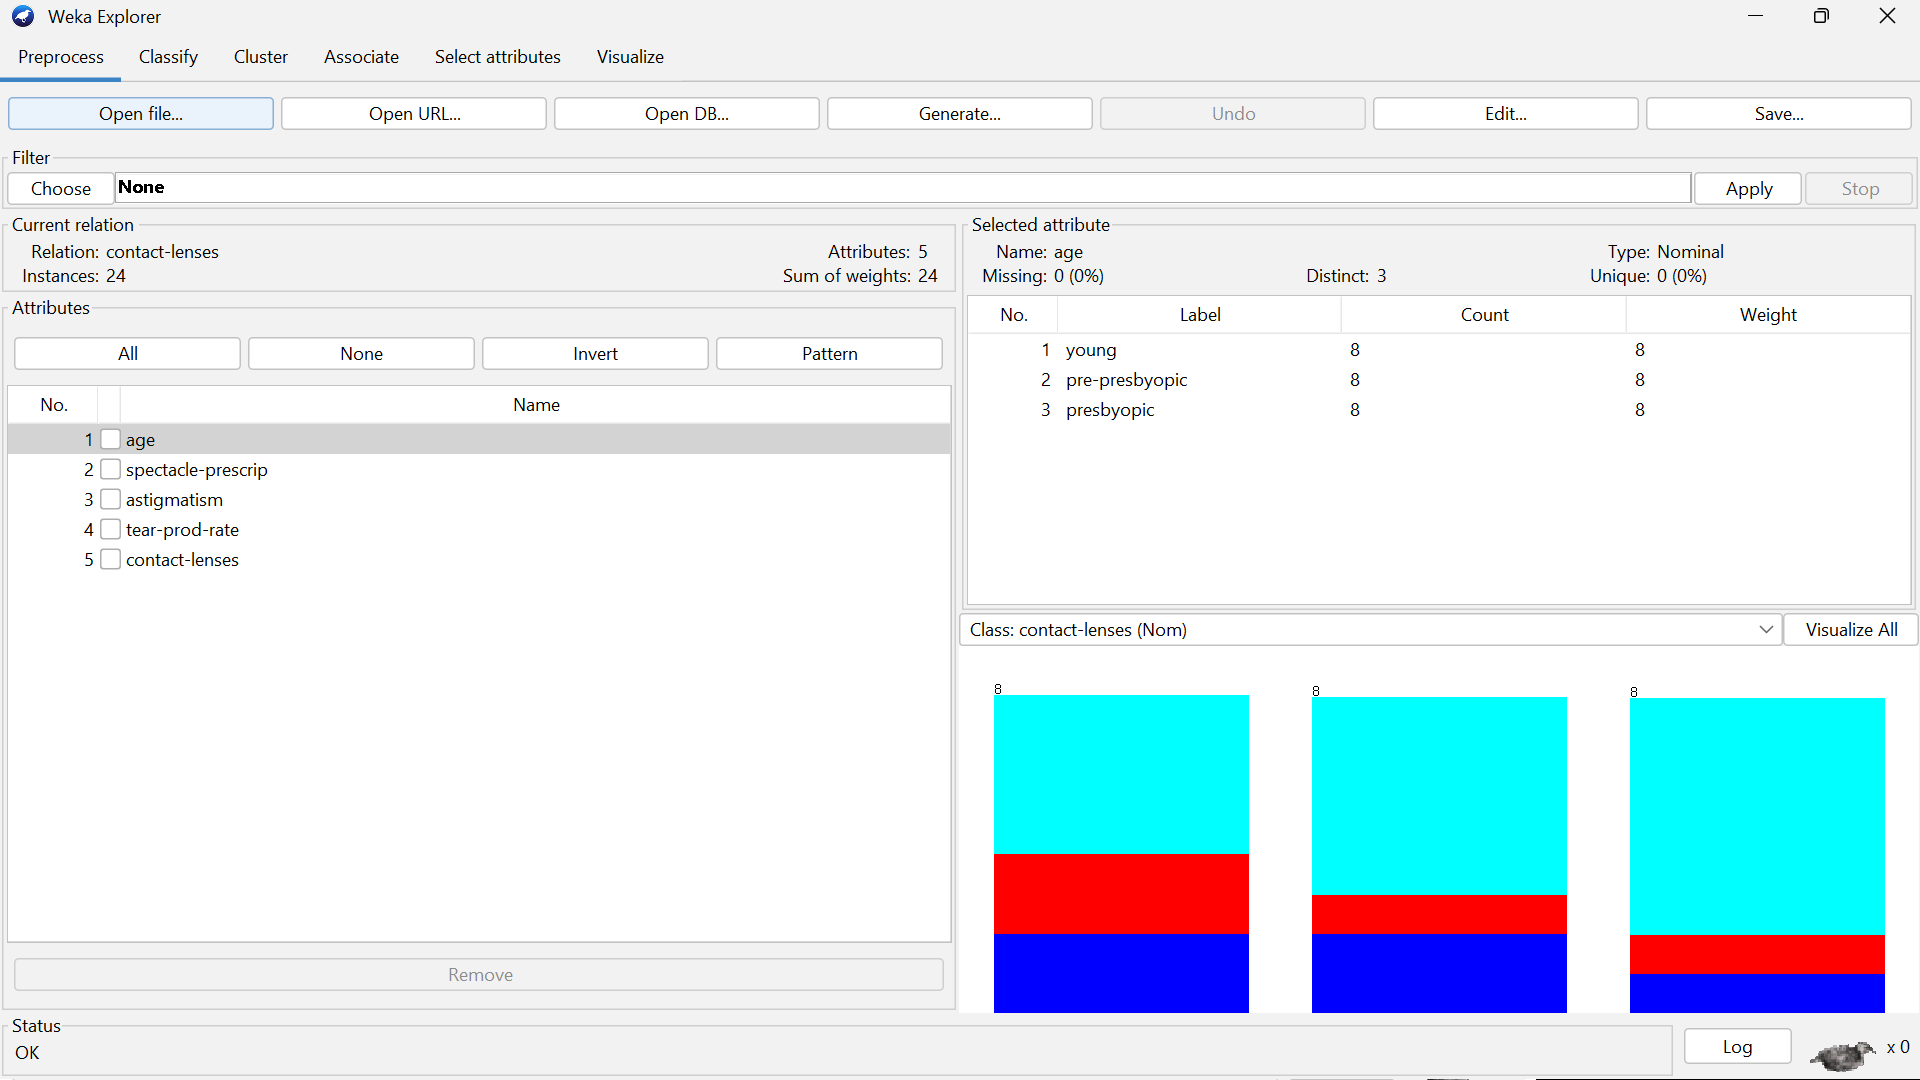 Weka Explorer
Preprocess Classify Cluster Associate Select attributes Visualize
Open file... Open URL... Open DB... Generate... Undo Edit... Save...
Filter
Choose None Apply Stop
Current relation
Relation: contact-lenses Attributes: 5
Instances: 24 Sum of weights: 24
Attributes
All None Invert Pattern
No. Name
1 age
2 spectacle-prescrip
3 astigmatism
4 tear-prod-rate
5 contact-lenses
Remove
Selected attribute
Name: age Type: Nominal
Missing: 0 (0%) Distinct: 3 Unique: 0 (0%)
No. Label Count Weight
1 young 8 8
2 pre-presbyopic 8 8
3 presbyopic 8 8
Class: contact-lenses (Nom) Visualize All
8 8 8
Status
OK
Log x 0